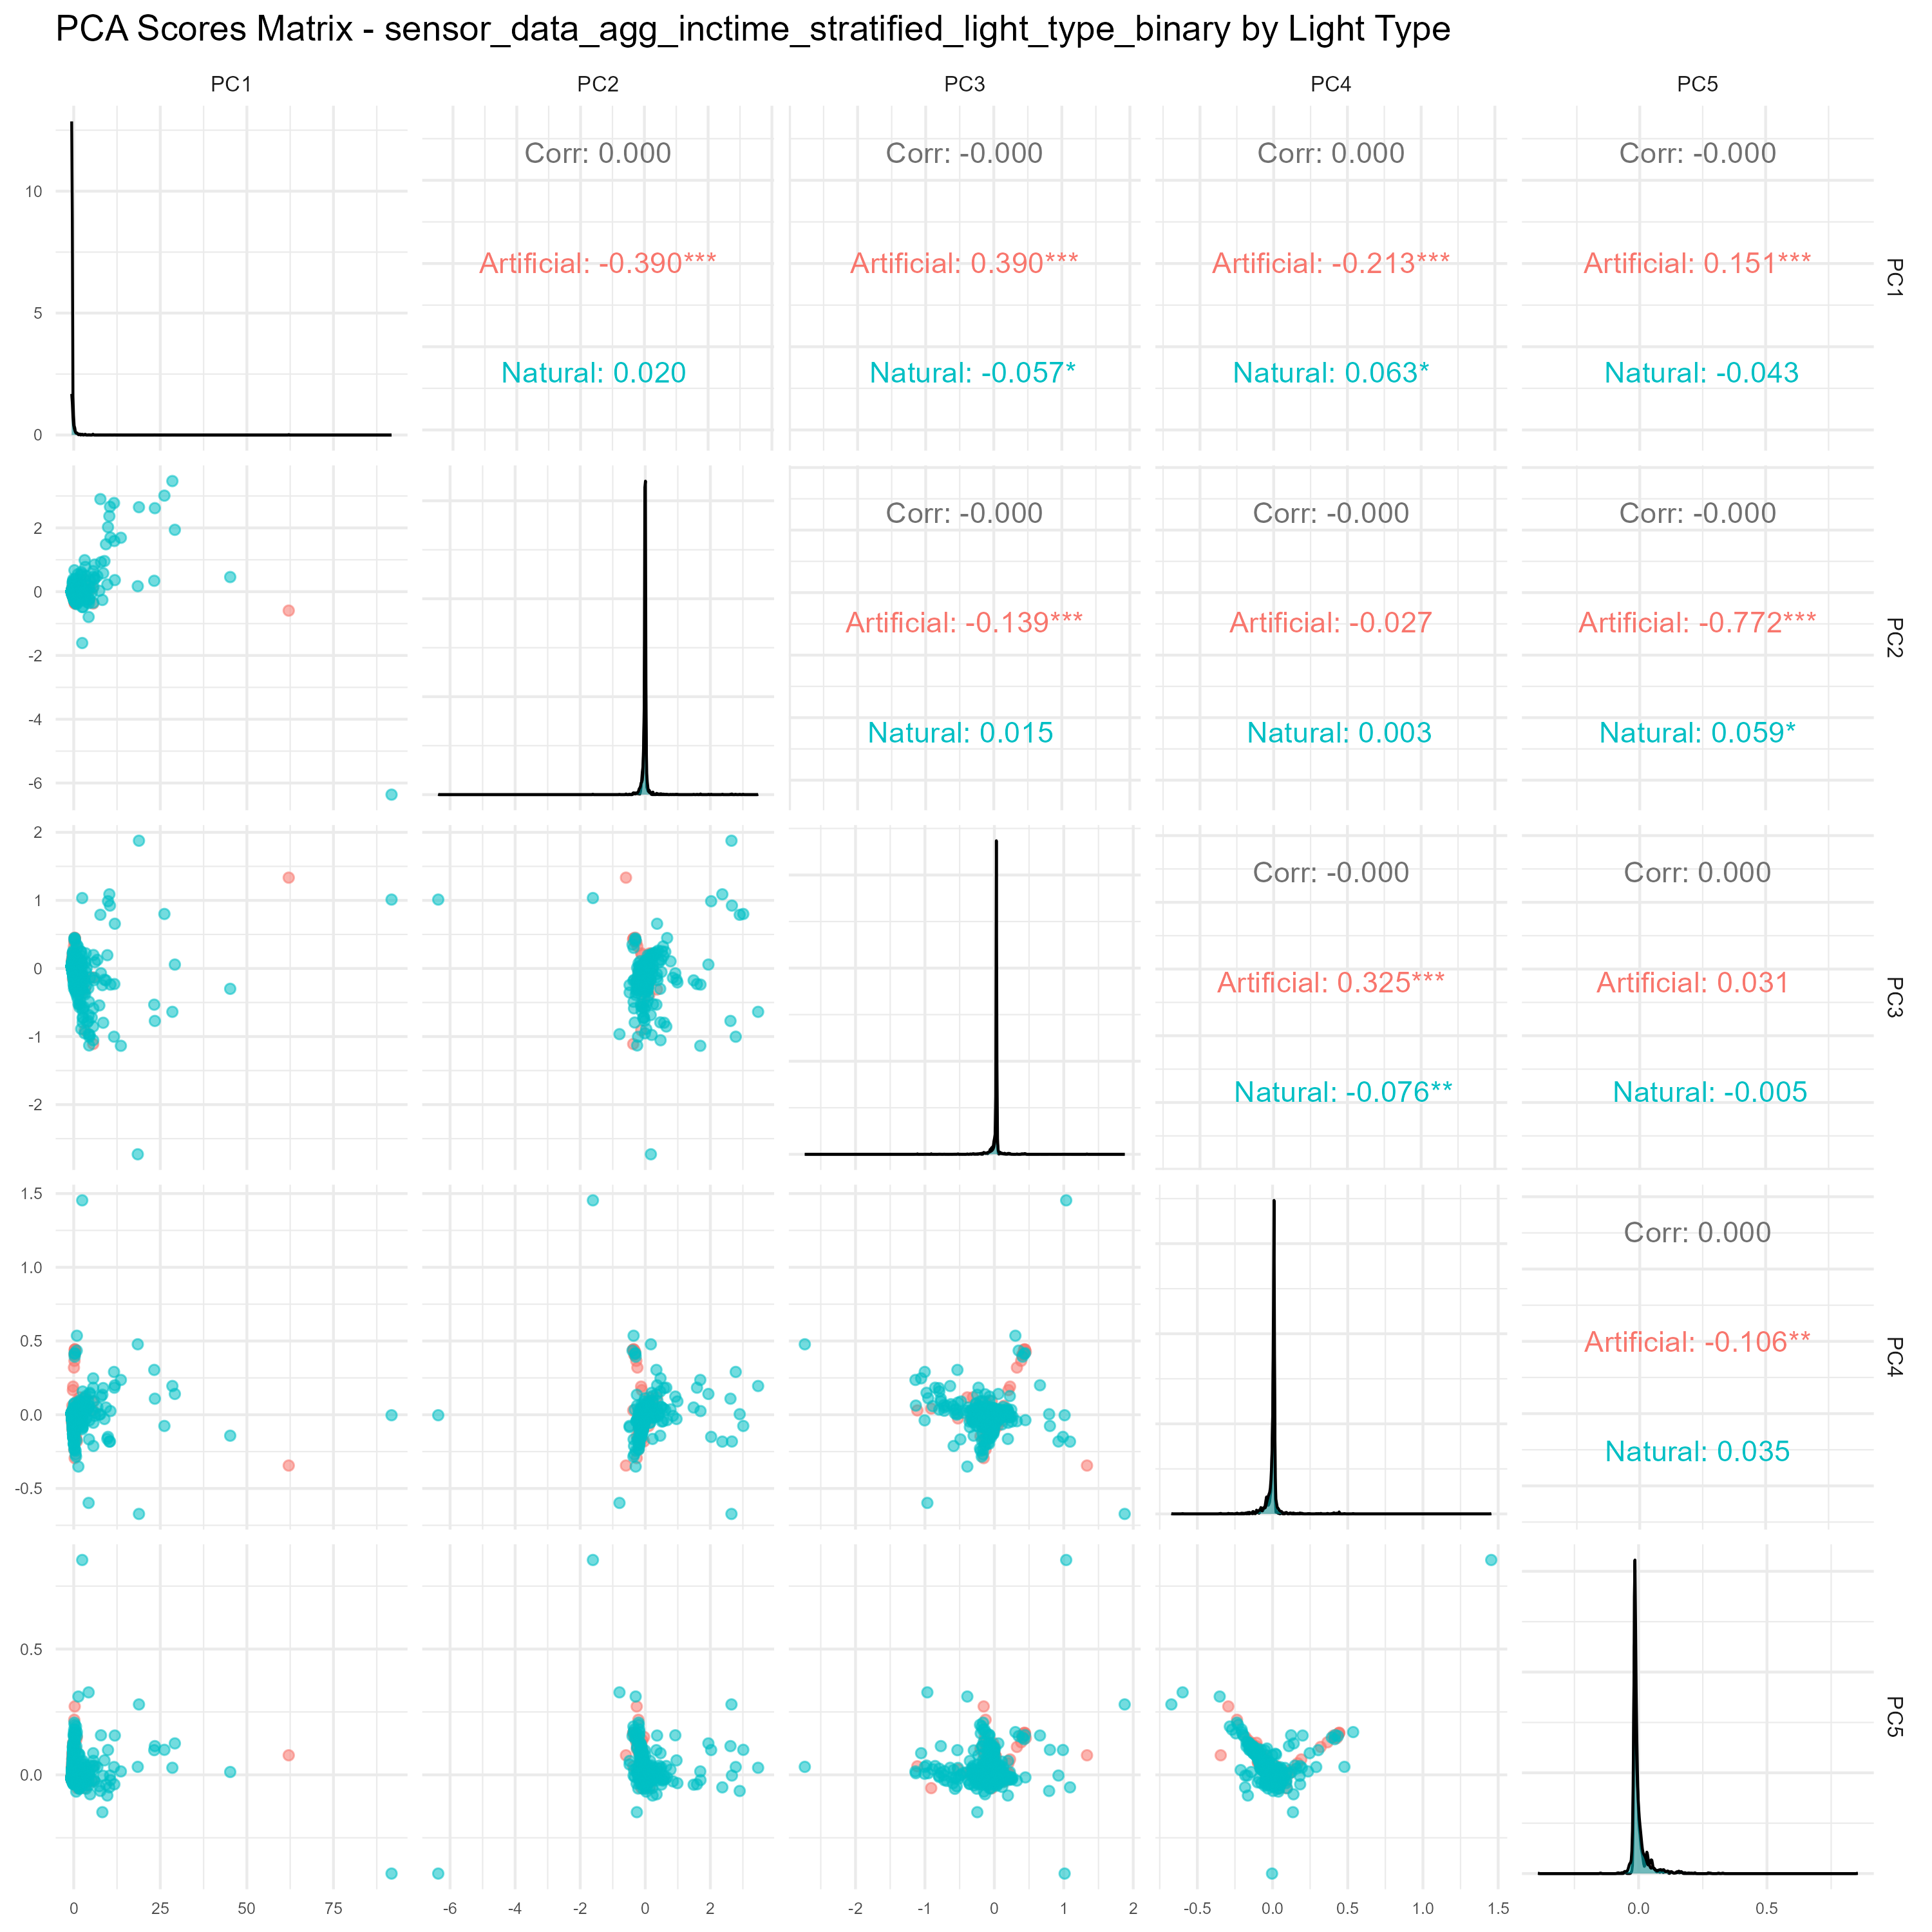 PCA Scores Matrix - sensor_data_agg_inctime_stratified_light_type_binary by Light Type
PC1 PC2 PC3 PC4 PC5
Corr: 0.000 Corr: -0.000 Corr: 0.000 Corr: -0.000
10
Artificial: -0.390*** Artificial: 0.390*** Artificial: -0.213*** Artificial: 0.151***
PC1
5
Natural: 0.020 Natural: -0.057* Natural: 0.063* Natural: -0.043
0
Corr: -0.000 Corr: -0.000 Corr: -0.000
2
0
Artificial: -0.139*** Artificial: -0.027 Artificial: -0.772***
PC2
-2
-4
Natural: 0.015 Natural: 0.003 Natural: 0.059*
-6
2
Corr: -0.000 Corr: 0.000
1
0
Artificial: 0.325*** Artificial: 0.031
PC3
-1
Natural: -0.076** Natural: -0.005
-2
1.5
Corr: 0.000
1.0
0.5
Artificial: -0.106**
PC4
0.0
Natural: 0.035
-0.5
0.5
PC5
0.0
0 25 50 75 -6 -4 -2 0 2 -2 -1 0 1 2 -0.5 0.0 0.5 1.0 1.5 0.0 0.5